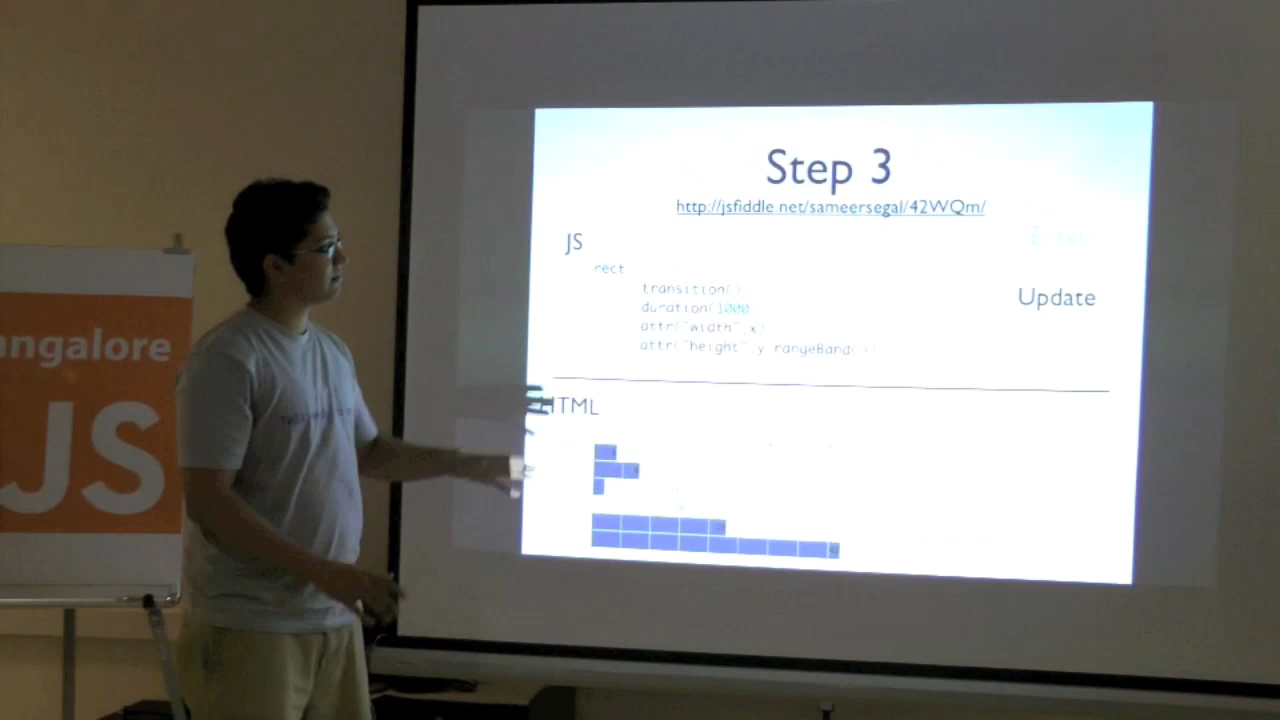 angalore
JS
Step 3
http://jsfiddle.net/sameersegal/42WQm/
Enter
JS
rect
transition()
duration(1000)
attr("width",x)
attr("height",y.rangeBand())
Update
HTML